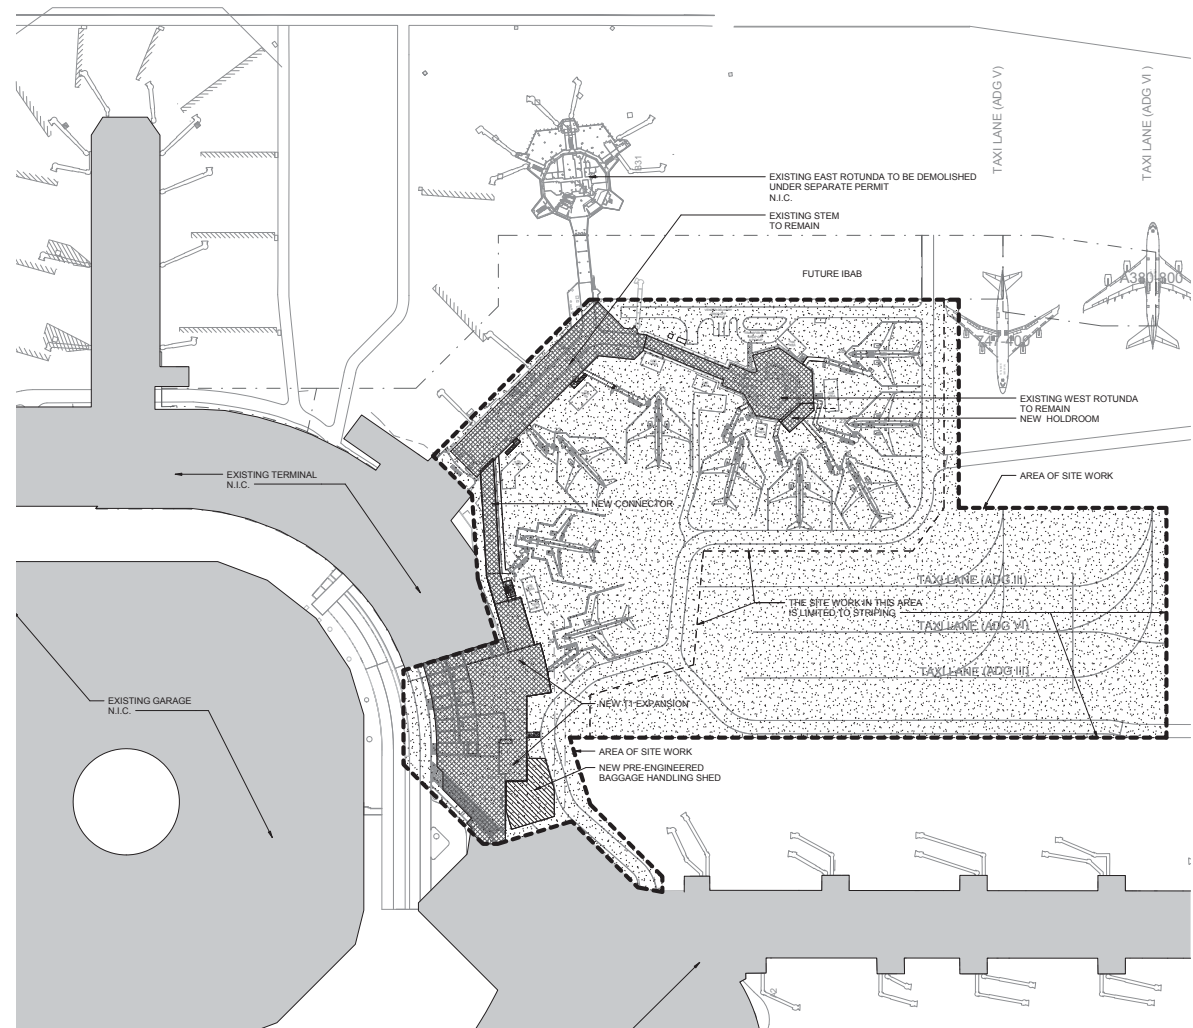 TAXI LANE (ADG V)
TAXI LANE (ADG VI )
B31
EXISTING EAST ROTUNDA TO BE DEMOLISHED
UNDER SEPARATE PERMIT
N.I.C.
EXISTING STEM
TO REMAIN
FUTURE IBAB
A380-800
747-400
EXISTING WEST ROTUNDA
TO REMAIN
NEW HOLDROOM
EXISTING TERMINAL
N.I.C.
AREA OF SITE WORK
NEW CONNECTOR
TAXI LANE (ADG III)
THE SITE WORK IN THIS AREA
IS LIMITED TO STRIPING
TAXI LANE (ADG VI)
TAXI LANE (ADG III)
EXISTING GARAGE
N.I.C.
NEW T1 EXPANSION
AREA OF SITE WORK
NEW PRE-ENGINEERED
BAGGAGE HANDLING SHED